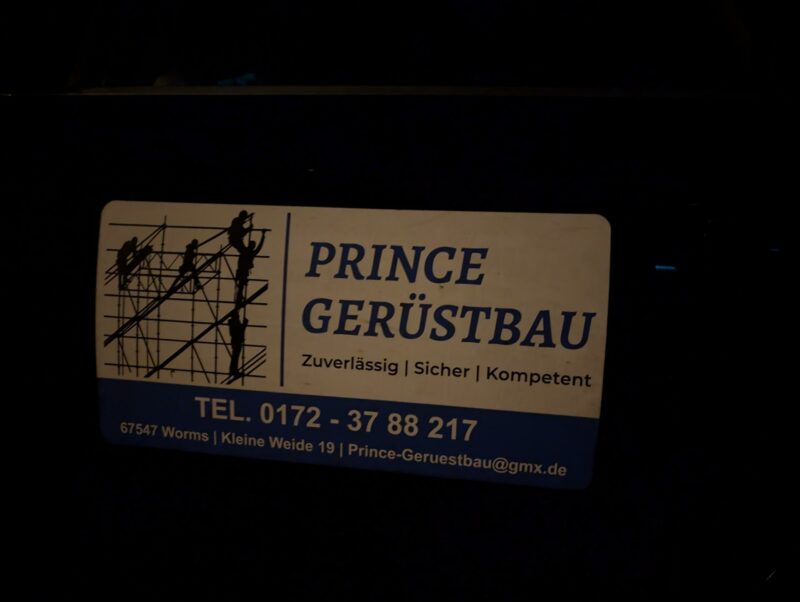 PRINCE
GERÜSTBAU
Zuverlässig | Sicher | Kompetent
TEL. 0172 - 37 88 217
67547 Worms | Kleine Weide 19 | Prince-Geruestbau@gmx.de